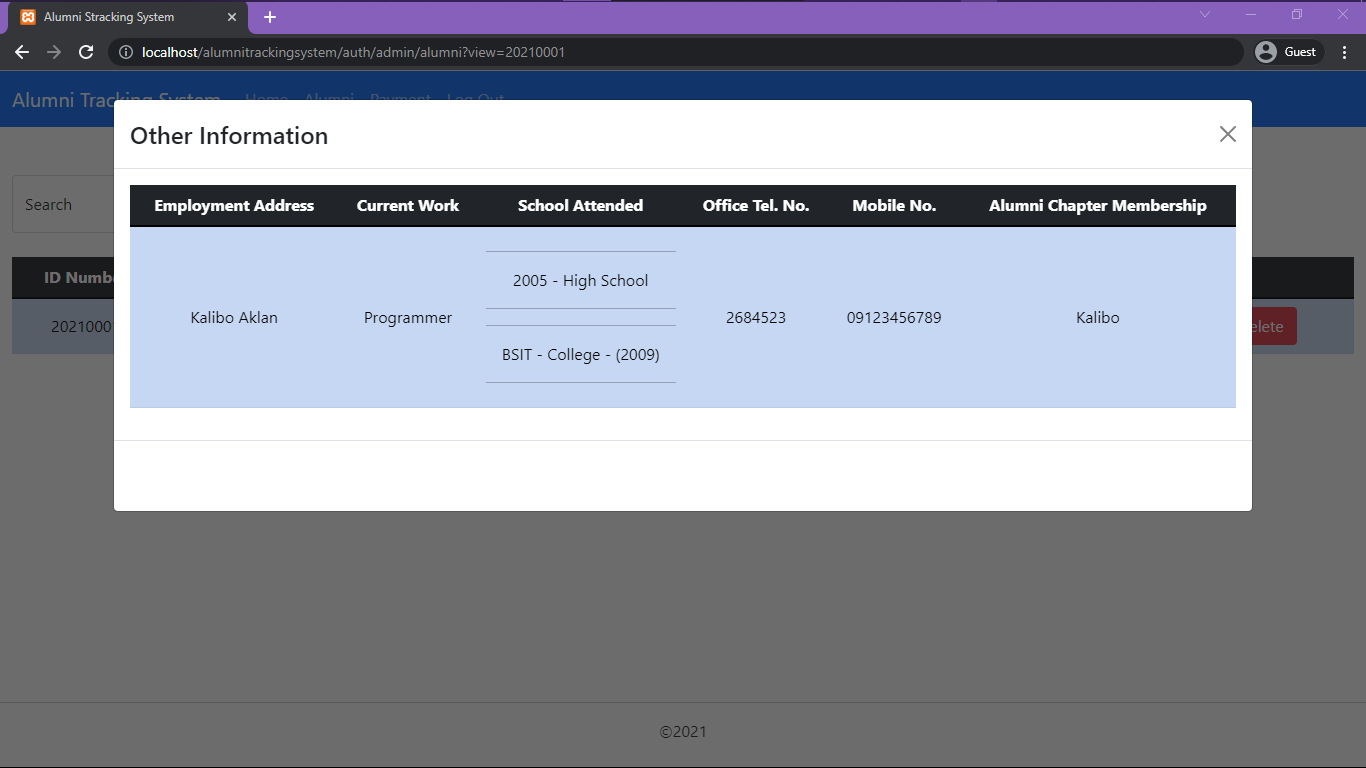 Alumni Stracking System
localhost/alumnitrackingsystem/auth/admin/alumni?view=20210001
Guest
Alumni Tracking System Home Alumni Payment Log Out
Other Information
Search
Employment Address Current Work School Attended Office Tel. No. Mobile No. Alumni Chapter Membership
2005 - High School
Kalibo Aklan Programmer 2684523 09123456789 Kalibo
BSIT - College - (2009)
ID Numb
2021000
elete
©2021